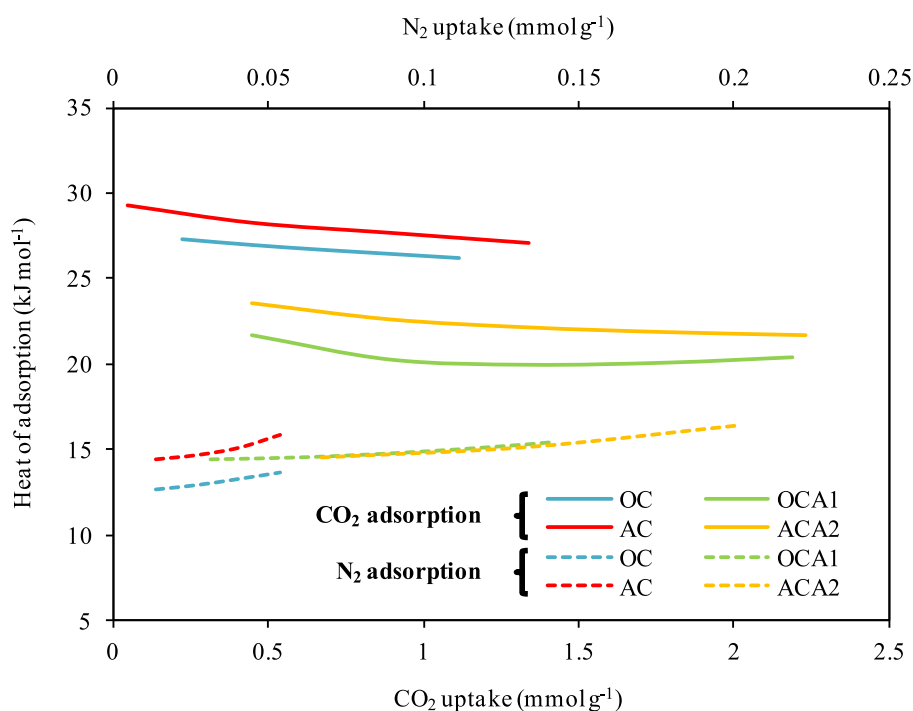 N₂ uptake (mmol g⁻¹)
0 0.05 0.1 0.15 0.2 0.25
35
30
25
20
15
10
5
Heat of adsorption (kJ mol⁻¹)
CO₂ adsorption
OC OCA1
AC ACA2
N₂ adsorption
OC OCA1
AC ACA2
0 0.5 1 1.5 2 2.5
CO₂ uptake (mmol g⁻¹)